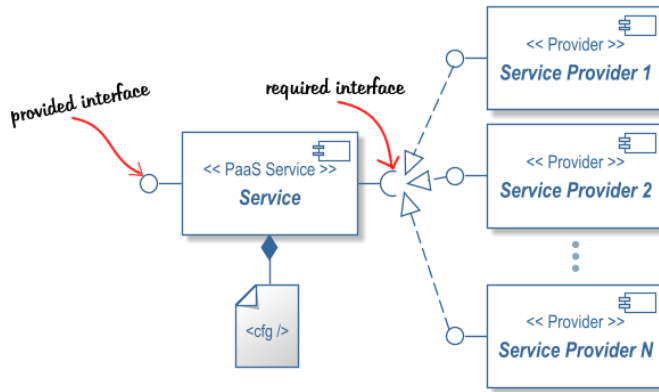 provided interface
required interface
<< PaaS Service >>
Service
<cfg />
<< Provider >>
Service Provider 1
<< Provider >>
Service Provider 2
<< Provider >>
Service Provider N